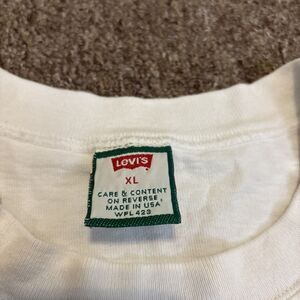 Levi's
XL
CARE & CONTENT
ON REVERSE
MADE IN USA
WPL 423